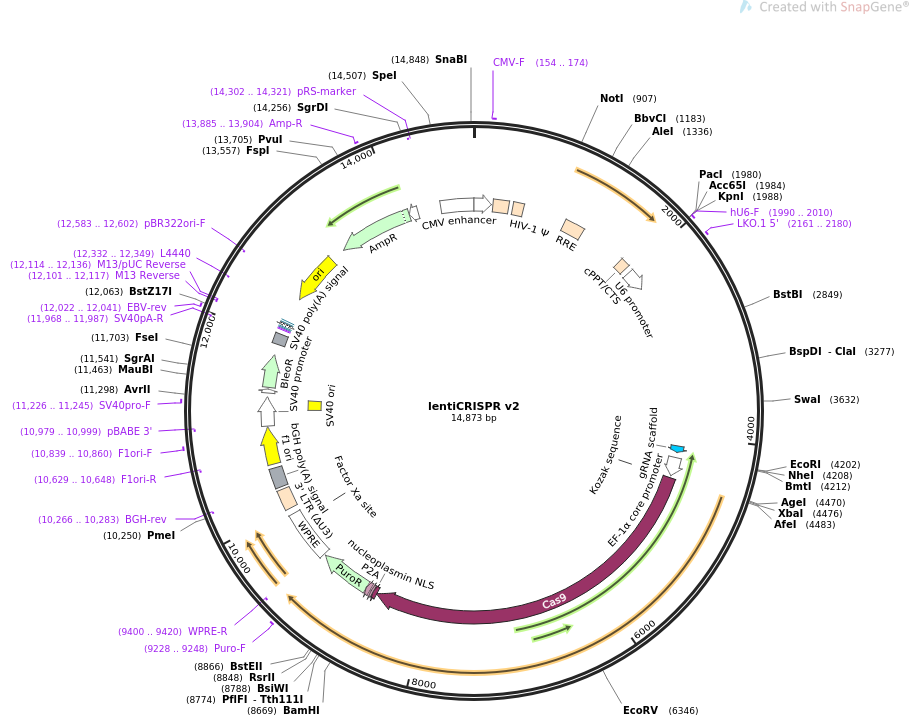 Created with SnapGene®
(14,848) SnaBI
CMV-F (154 .. 174)
(14,507) SpeI
(14,302 .. 14,321) pRS-marker
(14,256) SgrDI
(13,885 .. 13,904) Amp-R
(13,705) PvuI
(13,557) FspI
NotI (907)
BbvCI (1183)
AleI (1336)
PacI (1980)
Acc65I (1984)
KpnI (1988)
hU6-F (1990 .. 2010)
LKO.1 5' (2161 .. 2180)
(12,583 .. 12,602) pBR322ori-F
(12,332 .. 12,349) L4440
(12,114 .. 12,136) M13/pUC Reverse
(12,101 .. 12,117) M13 Reverse
(12,063) BstZ17I
(12,022 .. 12,041) EBV-rev
(11,968 .. 11,987) SV40pA-R
(11,703) FseI
(11,541) SgrAI
(11,463) MauBI
(11,298) AvrII
(11,226 .. 11,245) SV40pro-F
(10,979 .. 10,999) pBABE 3'
(10,839 .. 10,860) F1ori-F
(10,629 .. 10,648) F1ori-R
(10,266 .. 10,283) BGH-rev
(10,250) PmeI
BstBI (2849)
BspDI - ClaI (3277)
SwaI (3632)
EcoRI (4202)
NheI (4208)
BmtI (4212)
AgeI (4470)
XbaI (4476)
AfeI (4483)
(9400 .. 9420) WPRE-R
(9228 .. 9248) Puro-F
(8866) BstEII
(8848) RsrII
(8788) BsiWI
(8774) PflFI - Tth111I
(8669) BamHI
EcoRV (6346)
14,000
2000
4000
6000
8000
10,000
12,000
CMV enhancer
HIV-1 Ψ
RRE
cPPT/CTS
U6 promoter
AmpR
ori
SV40 poly(A) signal
BleoR
SV40 promoter
SV40 ori
f1 ori
bGH poly(A) signal
3' LTR (ΔU3)
WPRE
PuroR
P2A
nucleoplasmin NLS
Factor Xa site
Cas9
Kozak sequence
gRNA scaffold
EF-1α core promoter
lentiCRISPR v2
14,873 bp